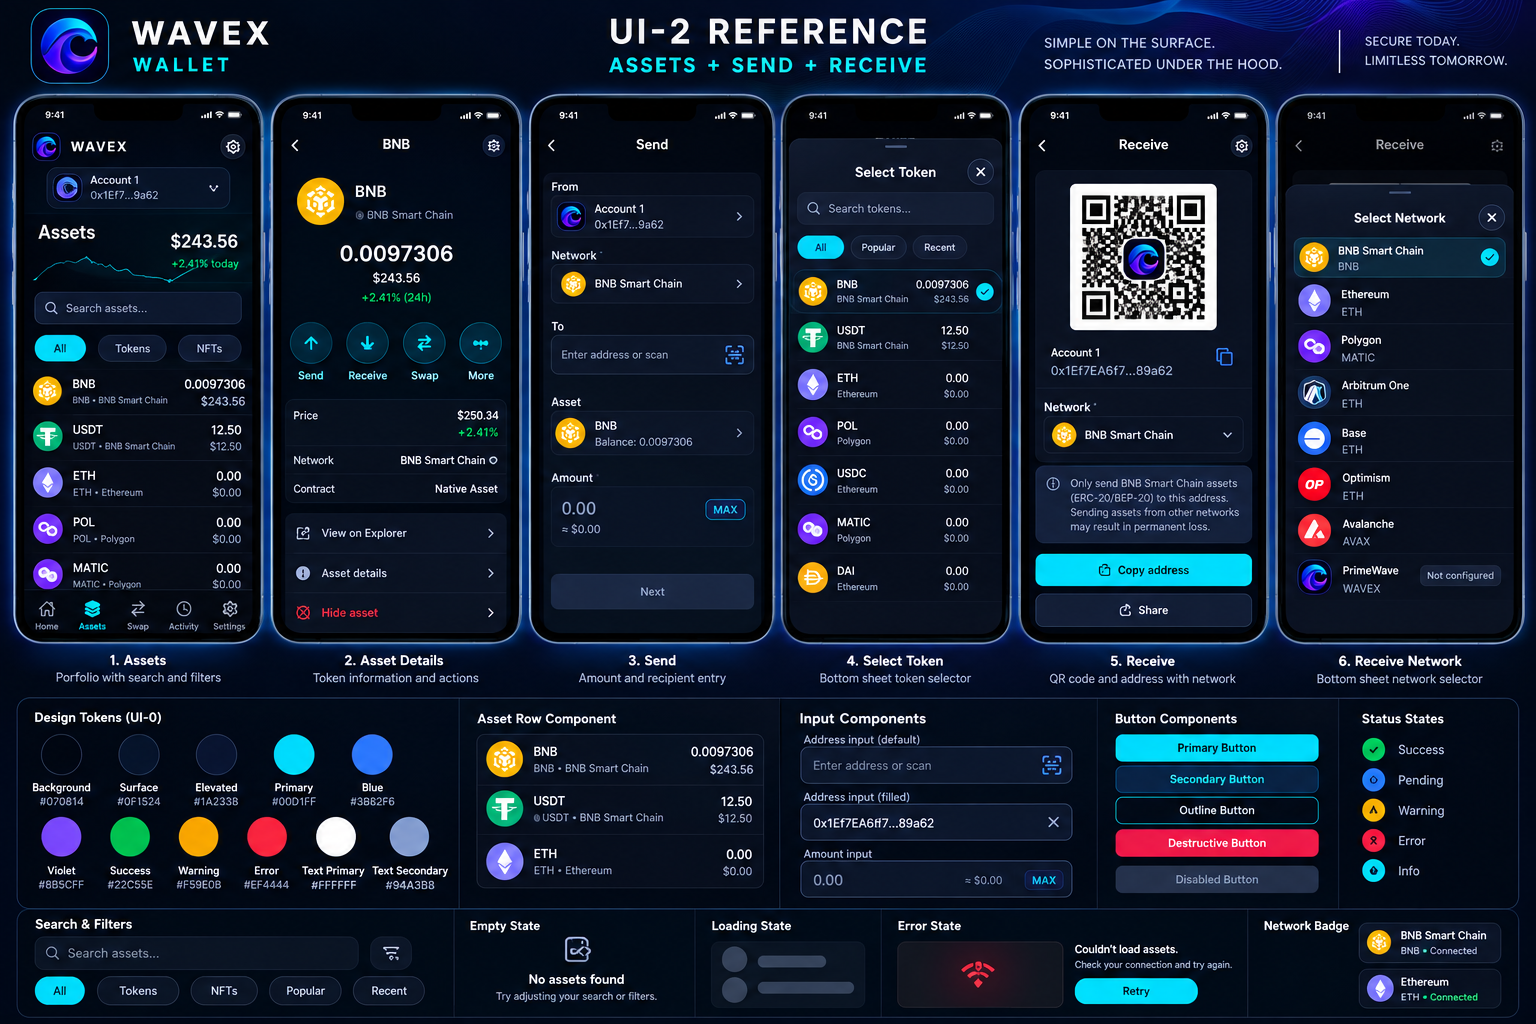 WAVEX
WALLET
UI-2 REFERENCE
ASSETS + SEND + RECEIVE
SIMPLE ON THE SURFACE.
SOPHISTICATED UNDER THE HOOD.
SECURE TODAY.
LIMITLESS TOMORROW.
9:41
WAVEX
Account 1
0x1Ef7...9a62
Assets
$243.56
+2.41% today
Search assets...
All
Tokens
NFTs
BNB 0.0097306
BNB • BNB Smart Chain $243.56
USDT 12.50
USDT • BNB Smart Chain $12.50
ETH 0.00
ETH • Ethereum $0.00
POL 0.00
POL • Polygon $0.00
MATIC 0.00
MATIC • Polygon $0.00
Home
Assets
Swap
Activity
Settings
1. Assets
Porfolio with search and filters
9:41
BNB
BNB
BNB Smart Chain
0.0097306
$243.56
+2.41% (24h)
Send
Receive
Swap
More
Price $250.34
+2.41%
Network BNB Smart Chain
Contract Native Asset
View on Explorer
Asset details
Hide asset
2. Asset Details
Token information and actions
9:41
Send
From
Account 1
0x1Ef7...9a62
Network
BNB Smart Chain
To
Enter address or scan
Asset
BNB
Balance: 0.0097306
Amount
0.00
MAX
≈ $0.00
Next
3. Send
Amount and recipient entry
9:41
Select Token
Search tokens...
All
Popular
Recent
BNB 0.0097306
BNB Smart Chain $243.56
USDT 12.50
BNB Smart Chain $12.50
ETH 0.00
Ethereum $0.00
POL 0.00
Polygon $0.00
USDC 0.00
Ethereum $0.00
MATIC 0.00
Polygon $0.00
DAI 0.00
Ethereum $0.00
4. Select Token
Bottom sheet token selector
9:41
Receive
Account 1
0x1Ef7EA6f7...89a62
Network *
BNB Smart Chain
Only send BNB Smart Chain assets
(ERC-20/BEP-20) to this address.
Sending assets from other networks
may result in permanent loss.
Copy address
Share
5. Receive
QR code and address with network
9:41
Receive
Select Network
BNB Smart Chain
BNB
Ethereum
ETH
Polygon
MATIC
Arbitrum One
ETH
Base
ETH
Optimism
ETH
OP
Avalanche
AVAX
PrimeWave
WAVEX
Not configured
6. Receive Network
Bottom sheet network selector
Design Tokens (UI-0)
Background
#070814
Surface
#0F1524
Elevated
#1A2338
Primary
#00D1FF
Blue
#3B82F6
Violet
#8B5CFF
Success
#22C55E
Warning
#F59E0B
Error
#EF4444
Text Primary
#FFFFFF
Text Secondary
#94A3B8
Asset Row Component
BNB 0.0097306
BNB • BNB Smart Chain $243.56
USDT 12.50
USDT • BNB Smart Chain $12.50
ETH 0.00
ETH • Ethereum $0.00
Input Components
Address input (default)
Enter address or scan
Address input (filled)
0x1Ef7EA6ff7...89a62
Amount input
0.00 ≈ $0.00 MAX
Button Components
Primary Button
Secondary Button
Outline Button
Destructive Button
Disabled Button
Status States
Success
Pending
Warning
Error
Info
Search & Filters
Search assets...
All
Tokens
NFTs
Popular
Recent
Empty State
No assets found
Try adjusting your search or filters.
Loading State
Error State
Couldn't load assets.
Check your connection and try again.
Retry
Network Badge
BNB Smart Chain
BNB • Connected
Ethereum
ETH • Connected